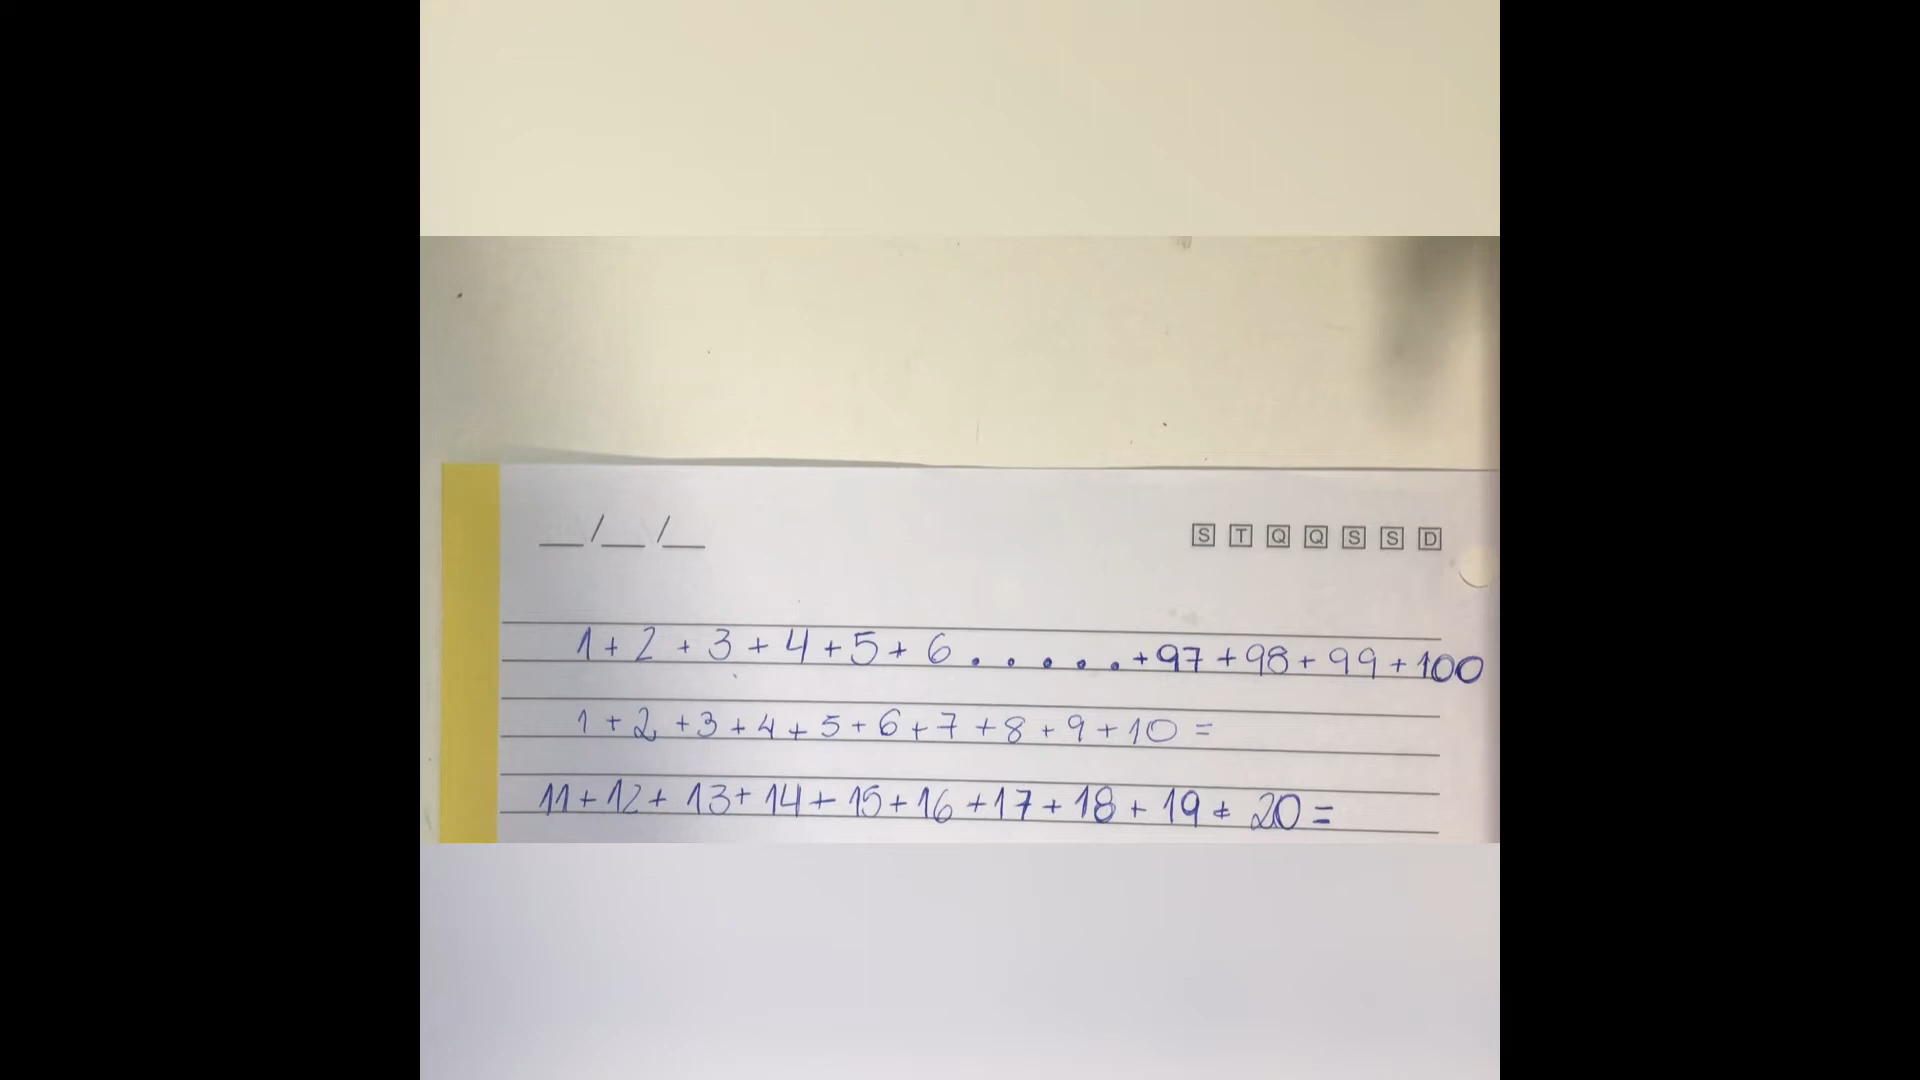 __/__/__ S T Q Q S S D
1 + 2 + 3 + 4 + 5 + 6 . . . . . + 97 + 98 + 99 + 100
1 + 2 + 3 + 4 + 5 + 6 + 7 + 8 + 9 + 10 =
11 + 12 + 13 + 14 + 15 + 16 + 17 + 18 + 19 + 20 =